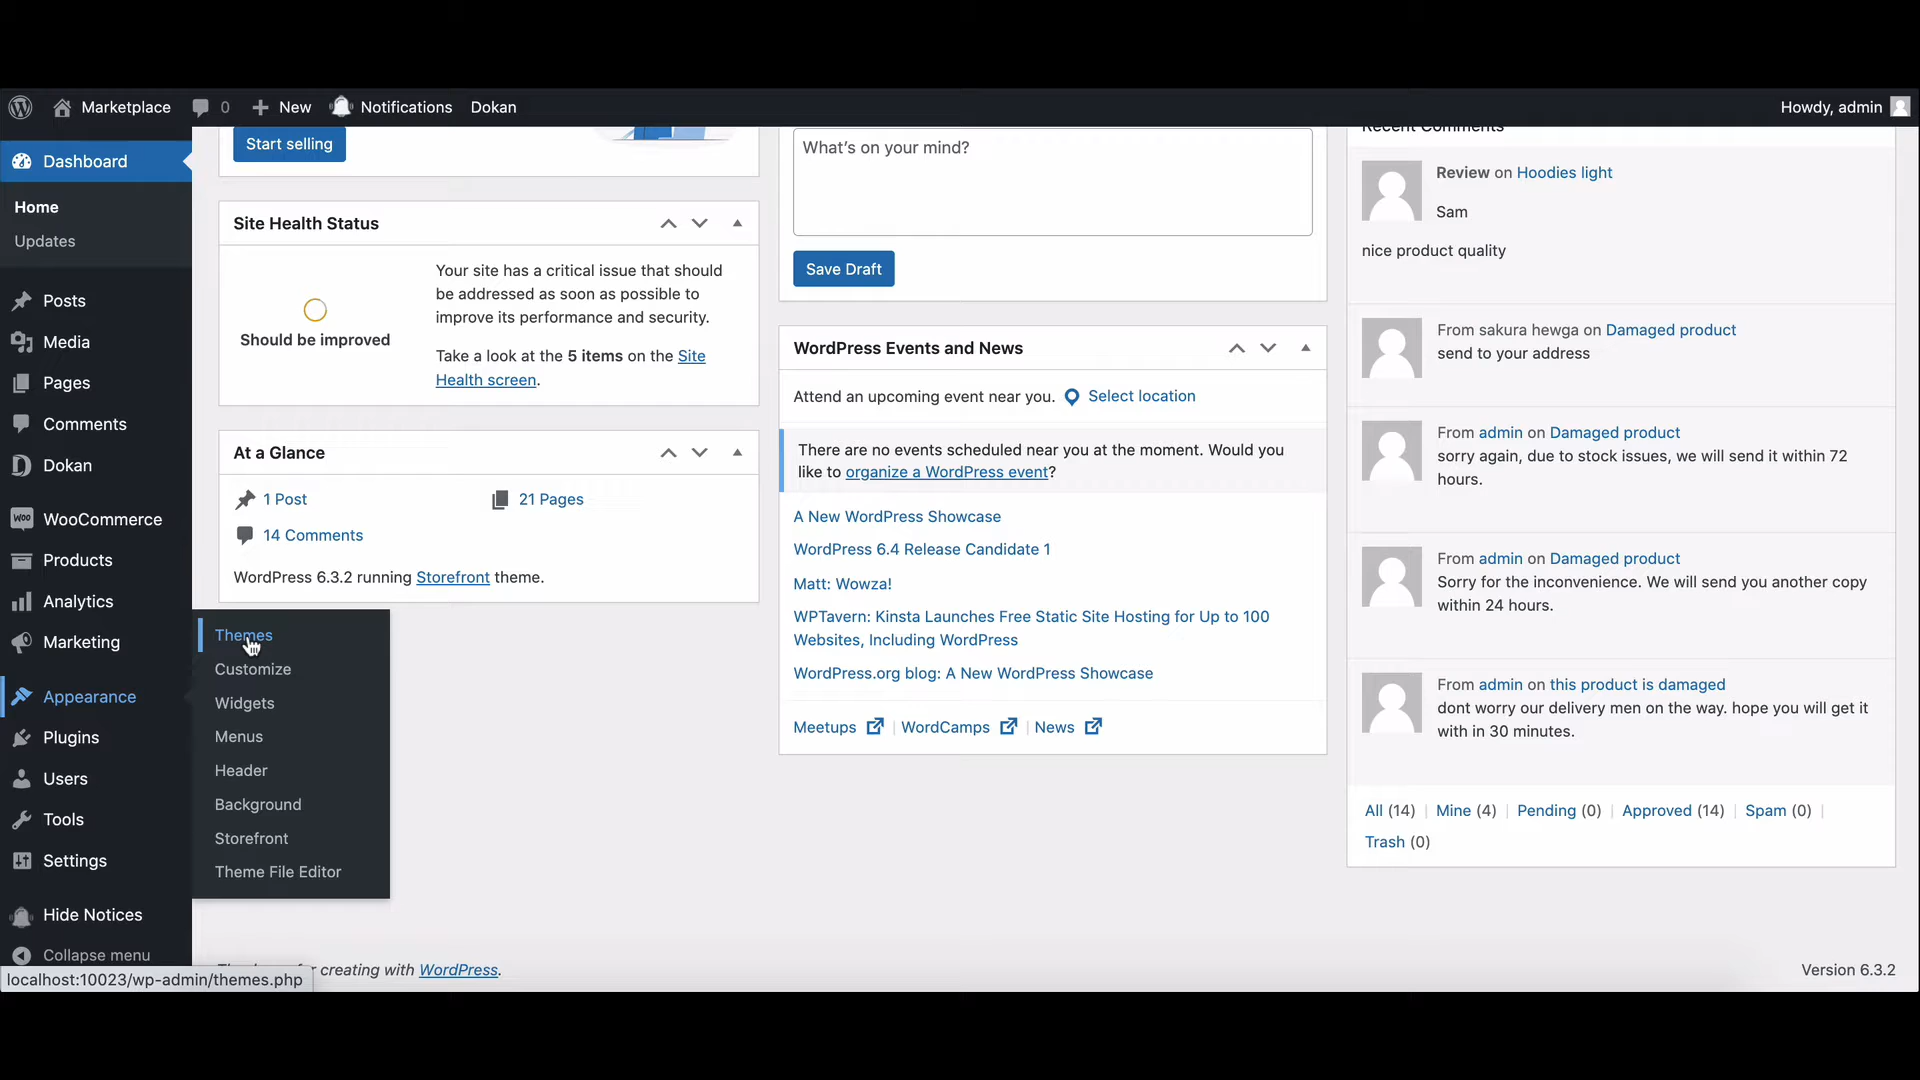 Marketplace 0 New Notifications Dokan Howdy, admin
Dashboard
Home
Updates
Posts
Media
Pages
Comments
Dokan
WooCommerce
Products
Analytics
Marketing
Appearance
Plugins
Users
Tools
Settings
Hide Notices
Collapse menu
Themes
Customize
Widgets
Menus
Header
Background
Storefront
Theme File Editor
Start selling
Site Health Status
Should be improved
Your site has a critical issue that should
be addressed as soon as possible to
improve its performance and security.
Take a look at the 5 items on the Site
Health screen.
At a Glance
1 Post
21 Pages
14 Comments
WordPress 6.3.2 running Storefront theme.
What's on your mind?
Save Draft
WordPress Events and News
Attend an upcoming event near you. Select location
There are no events scheduled near you at the moment. Would you
like to organize a WordPress event?
A New WordPress Showcase
WordPress 6.4 Release Candidate 1
Matt: Wowza!
WPTavern: Kinsta Launches Free Static Site Hosting for Up to 100
Websites, Including WordPress
WordPress.org blog: A New WordPress Showcase
Meetups | WordCamps | News
Recent Comments
Review on Hoodies light
Sam
nice product quality
From sakura hewga on Damaged product
send to your address
From admin on Damaged product
sorry again, due to stock issues, we will send it within 72
hours.
From admin on Damaged product
Sorry for the inconvenience. We will send you another copy
within 24 hours.
From admin on this product is damaged
dont worry our delivery men on the way. hope you will get it
with in 30 minutes.
All (14) | Mine (4) | Pending (0) | Approved (14) | Spam (0) |
Trash (0)
creating with WordPress.
Version 6.3.2
localhost:10023/wp-admin/themes.php